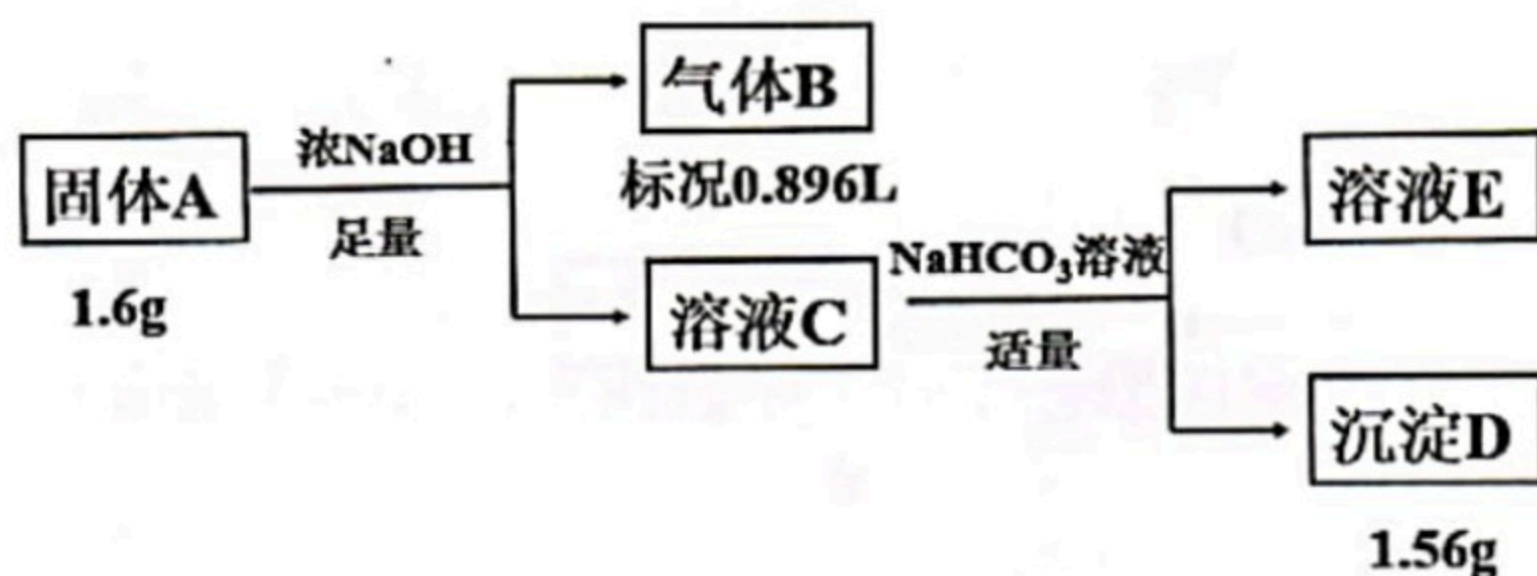 气体B
浓NaOH
固体A
标况0.896L
溶液E
足量
NaHCO₃溶液
1.6g
溶液C
适量
沉淀D
1.56g